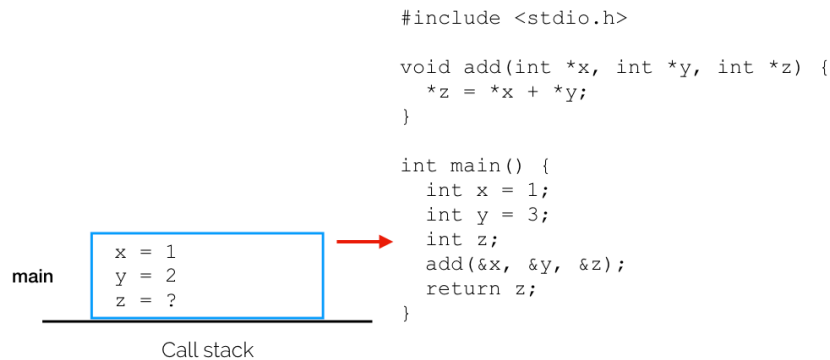 #include <stdio.h>
void add(int *x, int *y, int *z) {
*z = *x + *y;
}
int main() {
int x = 1;
int y = 3;
int z;
add(&x, &y, &z);
return z;
}
main
x = 1
y = 2
z = ?
Call stack